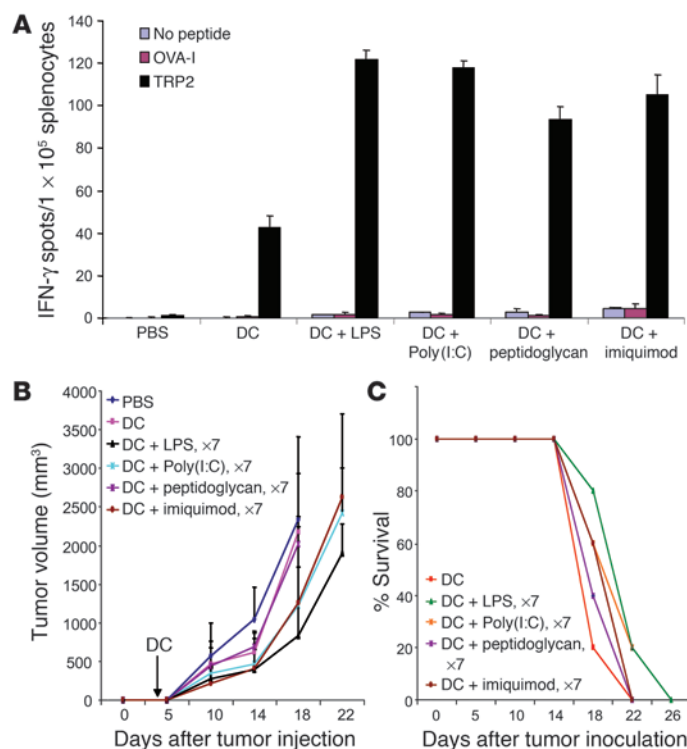 A
IFN-γ spots/1 × 10⁵ splenocytes
140
120
100
80
60
40
20
0
No peptide
OVA-I
TRP2
PBS
DC
DC + LPS
DC +
Poly(I:C)
DC +
peptidoglycan
DC +
imiquimod
B
Tumor volume (mm³)
4000
3500
3000
2500
2000
1500
1000
500
0
PBS
DC
DC + LPS, ×7
DC + Poly(I:C), ×7
DC + peptidoglycan, ×7
DC + imiquimod, ×7
DC
0 5 10 14 18 22
Days after tumor injection
C
% Survival
100
80
60
40
20
0
DC
DC + LPS, ×7
DC + Poly(I:C), ×7
DC + peptidoglycan,
×7
DC + imiquimod, ×7
0 5 10 14 18 22 26
Days after tumor inoculation